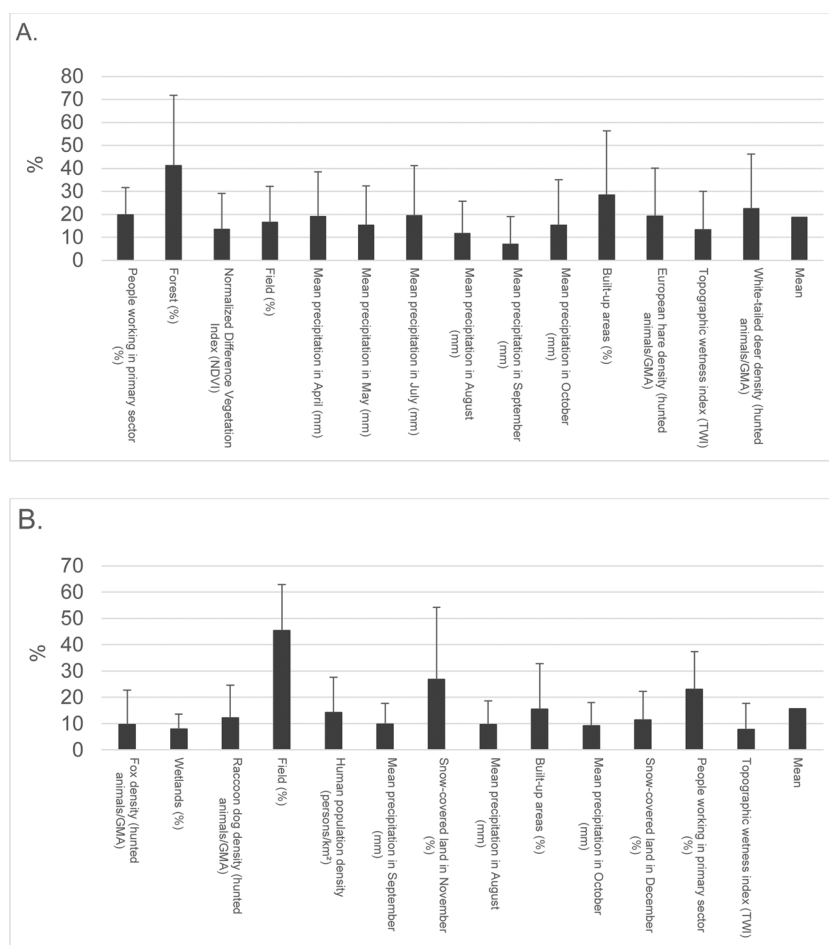 A.
80
70
60
50
40
30
20
10
0
%
People working in primary sector
(%)
Forest (%)
Normalized Difference Vegetation
Index (NDVI)
Field (%)
Mean precipitation in April (mm)
Mean precipitation in May (mm)
Mean precipitation in July (mm)
Mean precipitation in August
(mm)
Mean precipitation in September
(mm)
Mean precipitation in October
(mm)
Built-up areas (%)
European hare density (hunted
animals/GMA)
Topographic wetness index (TWI)
White-tailed deer density (hunted
animals/GMA)
Mean
B.
70
60
50
40
30
20
10
0
%
Fox density (hunted
animals/GMA)
Wetlands (%)
Raccoon dog density (hunted
animals/GMA)
Field (%)
Human population density
(persons/km²)
Mean precipitation in September
(mm)
Snow-covered land in November
(%)
Mean precipitation in August
(mm)
Built-up areas (%)
Mean precipitation in October
(mm)
Snow-covered land in December
(%)
People working in primary sector
(%)
Topographic wetness index (TWI)
Mean